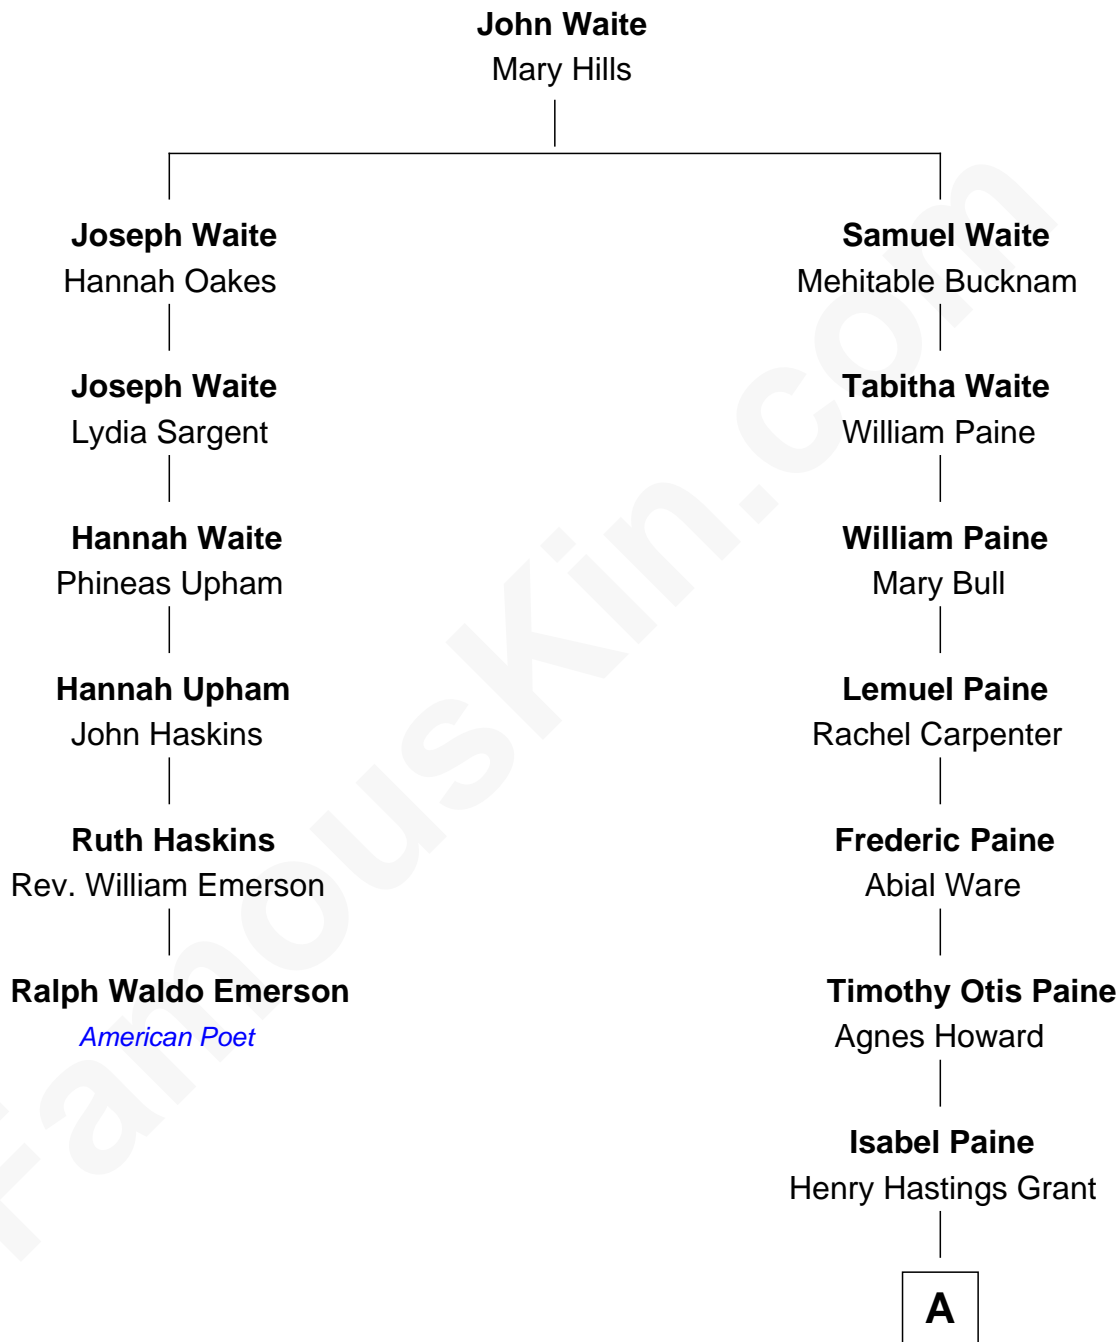 John Waite
Mary Hills
Joseph Waite
Hannah Oakes
Joseph Waite
Lydia Sargent
Hannah Waite
Phineas Upham
Hannah Upham
John Haskins
Ruth Haskins
Rev. William Emerson
Ralph Waldo Emerson
American Poet
Samuel Waite
Mehitable Bucknam
Tabitha Waite
William Paine
William Paine
Mary Bull
Lemuel Paine
Rachel Carpenter
Frederic Paine
Abial Ware
Timothy Otis Paine
Agnes Howard
Isabel Paine
Henry Hastings Grant
A
FamousKin.com